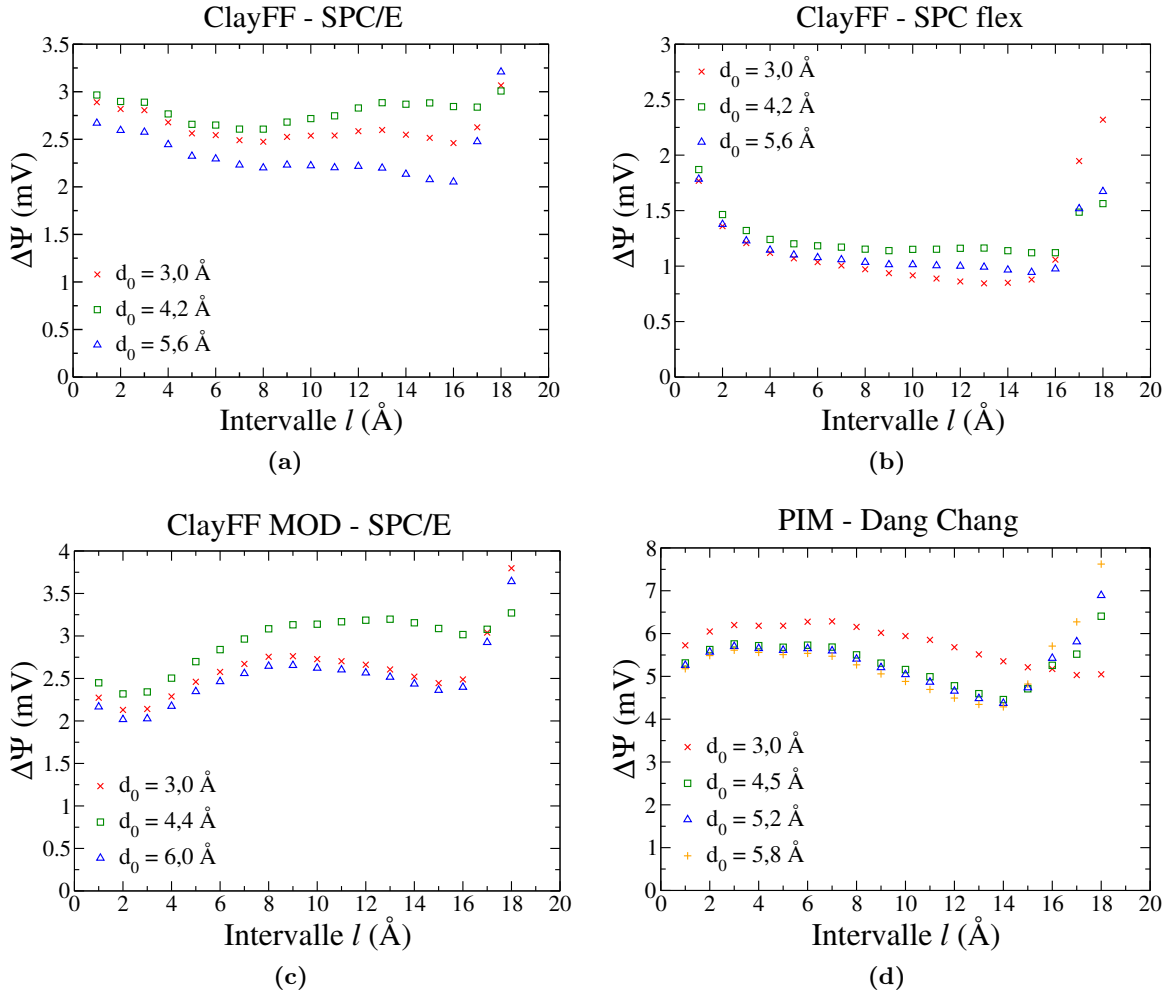 ClayFF - SPC/E
3.5
3
2.5
2
1.5
1
0.5
0
ΔΨ (mV)
d0 = 3,0 Å
d0 = 4,2 Å
d0 = 5,6 Å
0 2 4 6 8 10 12 14 16 18 20
Intervalle l (Å)
(a)
ClayFF - SPC flex
3
2.5
2
1.5
1
0.5
0
ΔΨ (mV)
d0 = 3,0 Å
d0 = 4,2 Å
d0 = 5,6 Å
0 2 4 6 8 10 12 14 16 18 20
Intervalle l (Å)
(b)
ClayFF MOD - SPC/E
4
3.5
3
2.5
2
1.5
1
0.5
0
ΔΨ (mV)
d0 = 3,0 Å
d0 = 4,4 Å
d0 = 6,0 Å
0 2 4 6 8 10 12 14 16 18 20
Intervalle l (Å)
(c)
PIM - Dang Chang
8
7
6
5
4
3
2
1
0
ΔΨ (mV)
d0 = 3,0 Å
d0 = 4,5 Å
d0 = 5,2 Å
d0 = 5,8 Å
0 2 4 6 8 10 12 14 16 18 20
Intervalle l (Å)
(d)